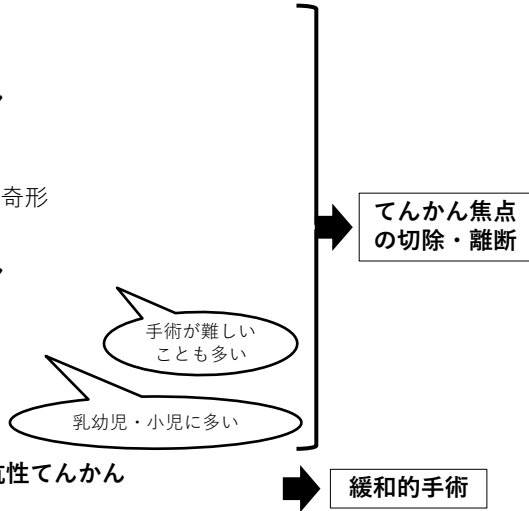 奇形
てんかん焦点
の切除・離断
手術が難しい
ことも多い
乳幼児・小児に多い
性てんかん
緩和的手術